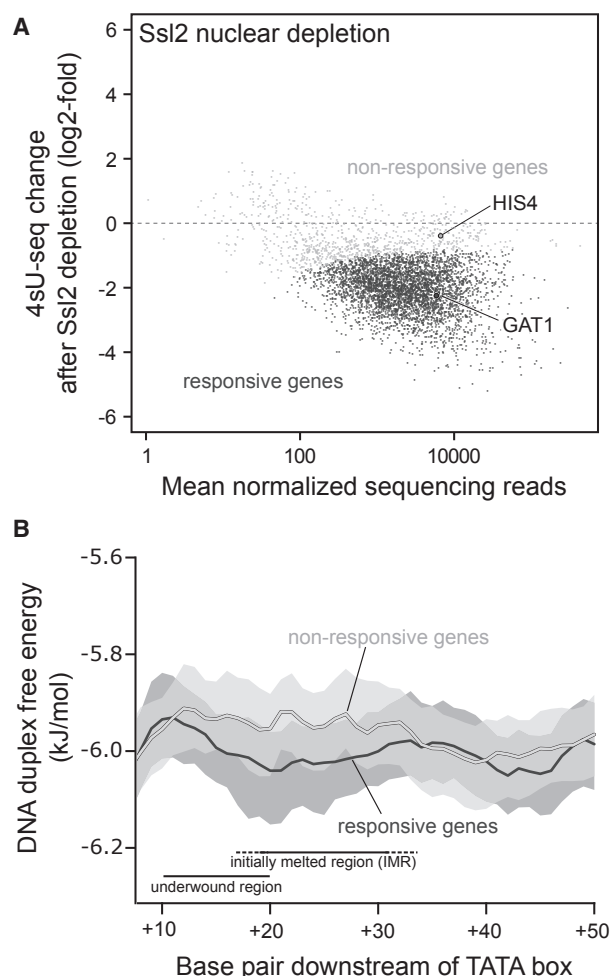 A
Ssl2 nuclear depletion
4sU-seq change
after Ssl2 depletion (log2-fold)
6
4
2
0
-2
-4
-6
non-responsive genes
HIS4
GAT1
responsive genes
1
100
10000
Mean normalized sequencing reads
B
DNA duplex free energy
(kJ/mol)
-5.6
-5.8
-6.0
-6.2
non-responsive genes
responsive genes
initially melted region (IMR)
underwound region
+10
+20
+30
+40
+50
Base pair downstream of TATA box